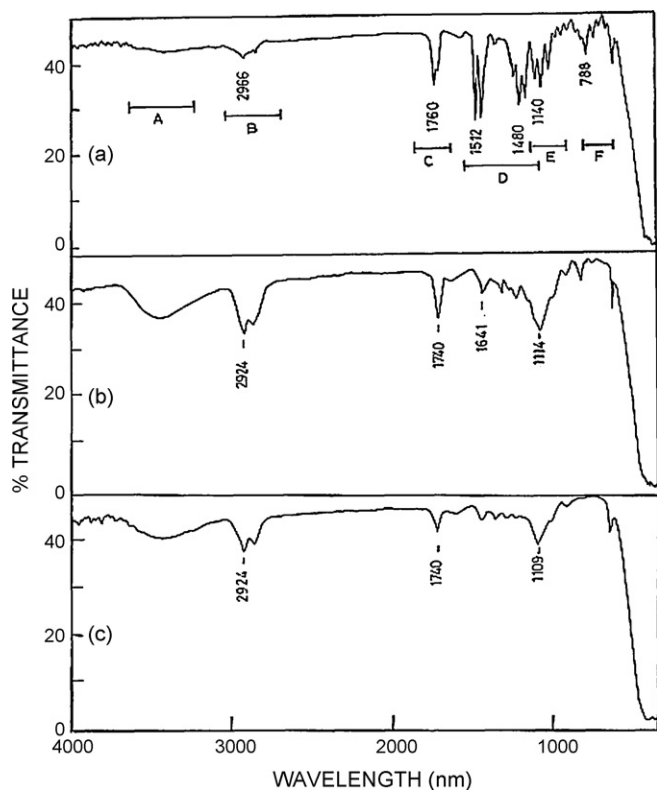 % TRANSMITTANCE
40
20
0
2966
1760
1512
1480
1140
788
A
B
C
D
E
F
(a)
40
20
0
2924
1740
1641
1114
(b)
40
20
0
2924
1740
1109
(c)
4000
3000
2000
1000
WAVELENGTH (nm)